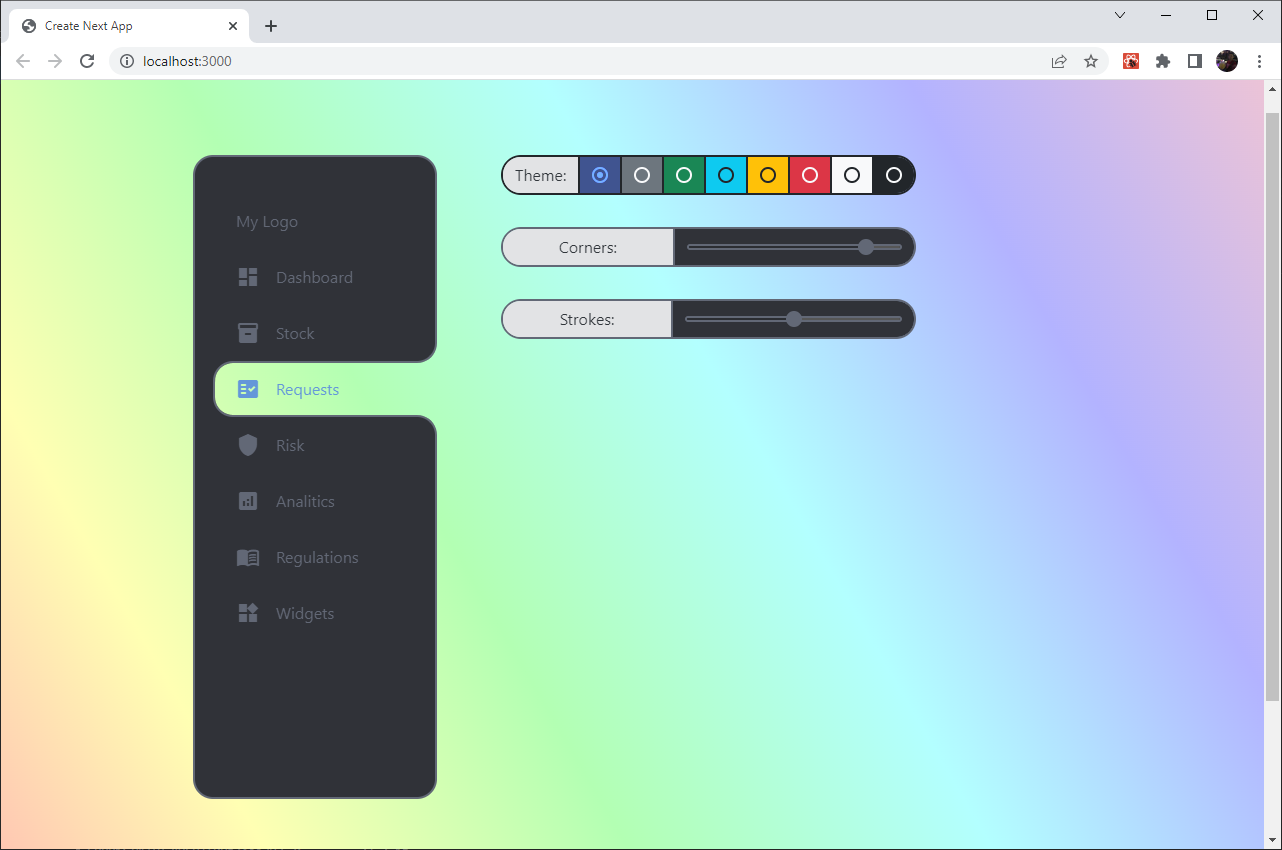 Create Next App
localhost:3000
My Logo
Dashboard
Stock
Requests
Risk
Analitics
Regulations
Widgets
Theme:
Corners:
Strokes: